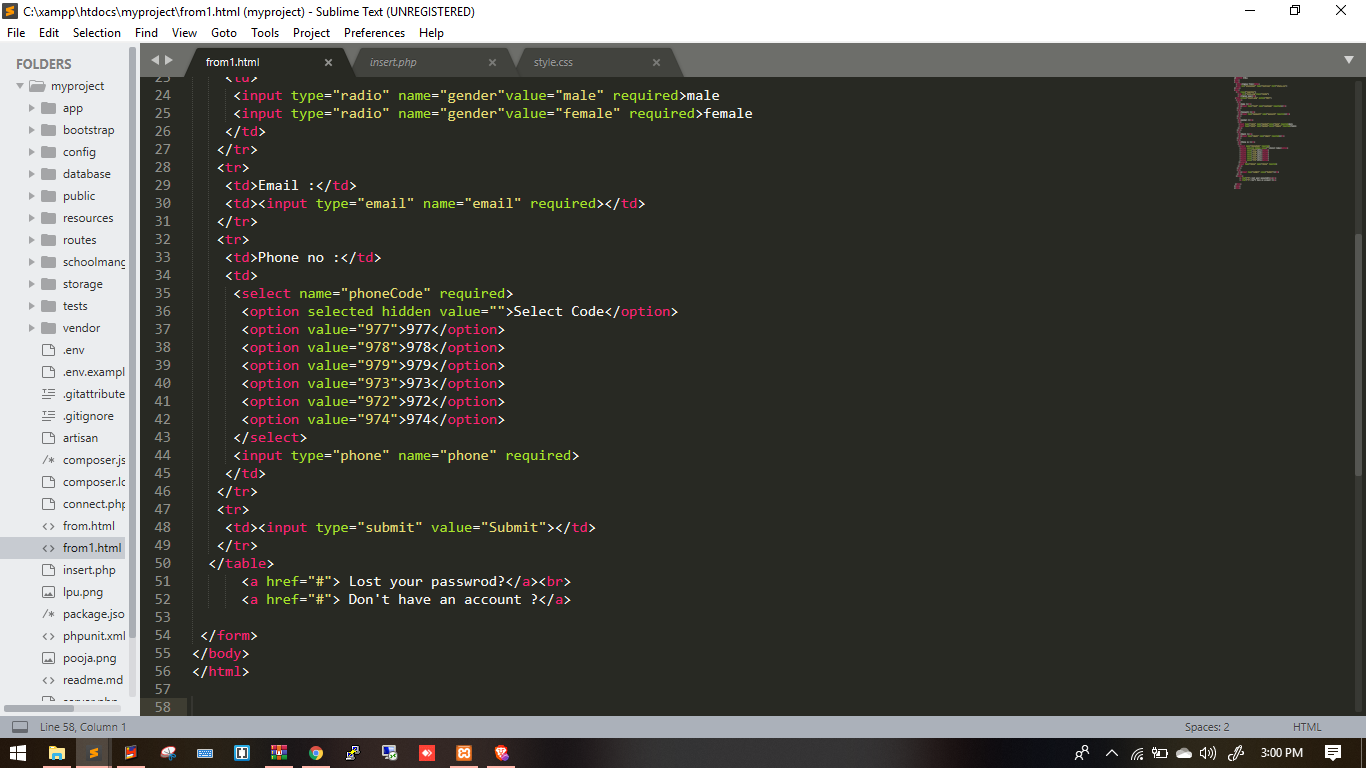 C:\xampp\htdocs\myproject\from1.html (myproject) - Sublime Text (UNREGISTERED)
File Edit Selection Find View Goto Tools Project Preferences Help
FOLDERS
myproject
app
bootstrap
config
database
public
resources
routes
schoolmang
storage
tests
vendor
.env
.env.exampl
.gitattribute
.gitignore
artisan
composer.js
composer.lo
connect.php
from.html
from1.html
insert.php
lpu.png
package.jso
phpunit.xml
pooja.png
readme.md
server.php
from1.html insert.php style.css
23 <td>
24 <input type="radio" name="gender"value="male" required>male
25 <input type="radio" name="gender"value="female" required>female
26 </td>
27 </tr>
28 <tr>
29 <td>Email :</td>
30 <td><input type="email" name="email" required></td>
31 </tr>
32 <tr>
33 <td>Phone no :</td>
34 <td>
35 <select name="phoneCode" required>
36 <option selected hidden value="">Select Code</option>
37 <option value="977">977</option>
38 <option value="978">978</option>
39 <option value="979">979</option>
40 <option value="973">973</option>
41 <option value="972">972</option>
42 <option value="974">974</option>
43 </select>
44 <input type="phone" name="phone" required>
45 </td>
46 </tr>
47 <tr>
48 <td><input type="submit" value="Submit"></td>
49 </tr>
50 </table>
51 <a href="#"> Lost your passwrod?</a><br>
52 <a href="#"> Don't have an account ?</a>
53
54 </form>
55 </body>
56 </html>
57
58
Line 58, Column 1 Spaces: 2 HTML
3:00 PM